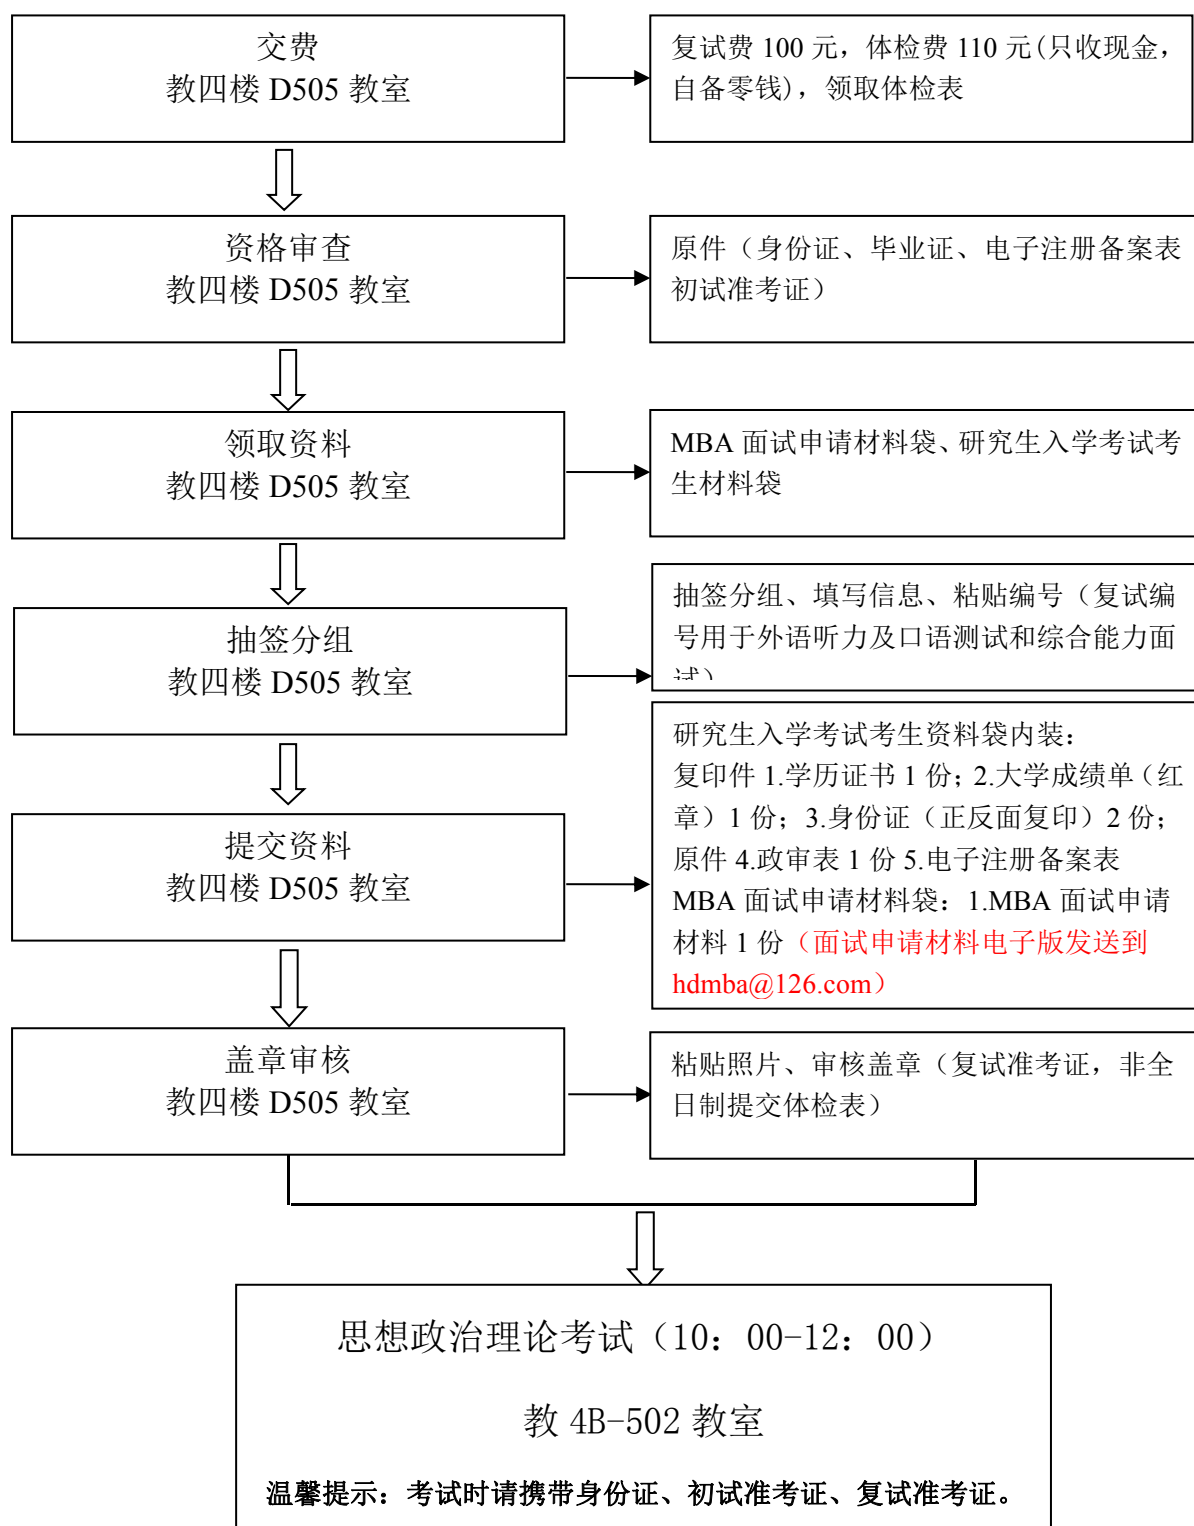 交费
教四楼 D505 教室
复试费 100 元，体检费 110 元(只收现金，
自备零钱)，领取体检表
资格审查
教四楼 D505 教室
原件（身份证、毕业证、电子注册备案表
初试准考证）
领取资料
教四楼 D505 教室
MBA 面试申请材料袋、研究生入学考试考
生材料袋
抽签分组
教四楼 D505 教室
抽签分组、填写信息、粘贴编号（复试编
号用于外语听力及口语测试和综合能力面
试）
提交资料
教四楼 D505 教室
研究生入学考试考生资料袋内装：
复印件 1.学历证书 1 份；2.大学成绩单（红
章）1 份；3.身份证（正反面复印）2 份；
原件 4.政审表 1 份 5.电子注册备案表
MBA 面试申请材料袋：1.MBA 面试申请
材料 1 份（面试申请材料电子版发送到
hdmba@126.com）
盖章审核
教四楼 D505 教室
粘贴照片、审核盖章（复试准考证，非全
日制提交体检表）
思想政治理论考试（10：00-12：00）
教 4B-502 教室
温馨提示：考试时请携带身份证、初试准考证、复试准考证。